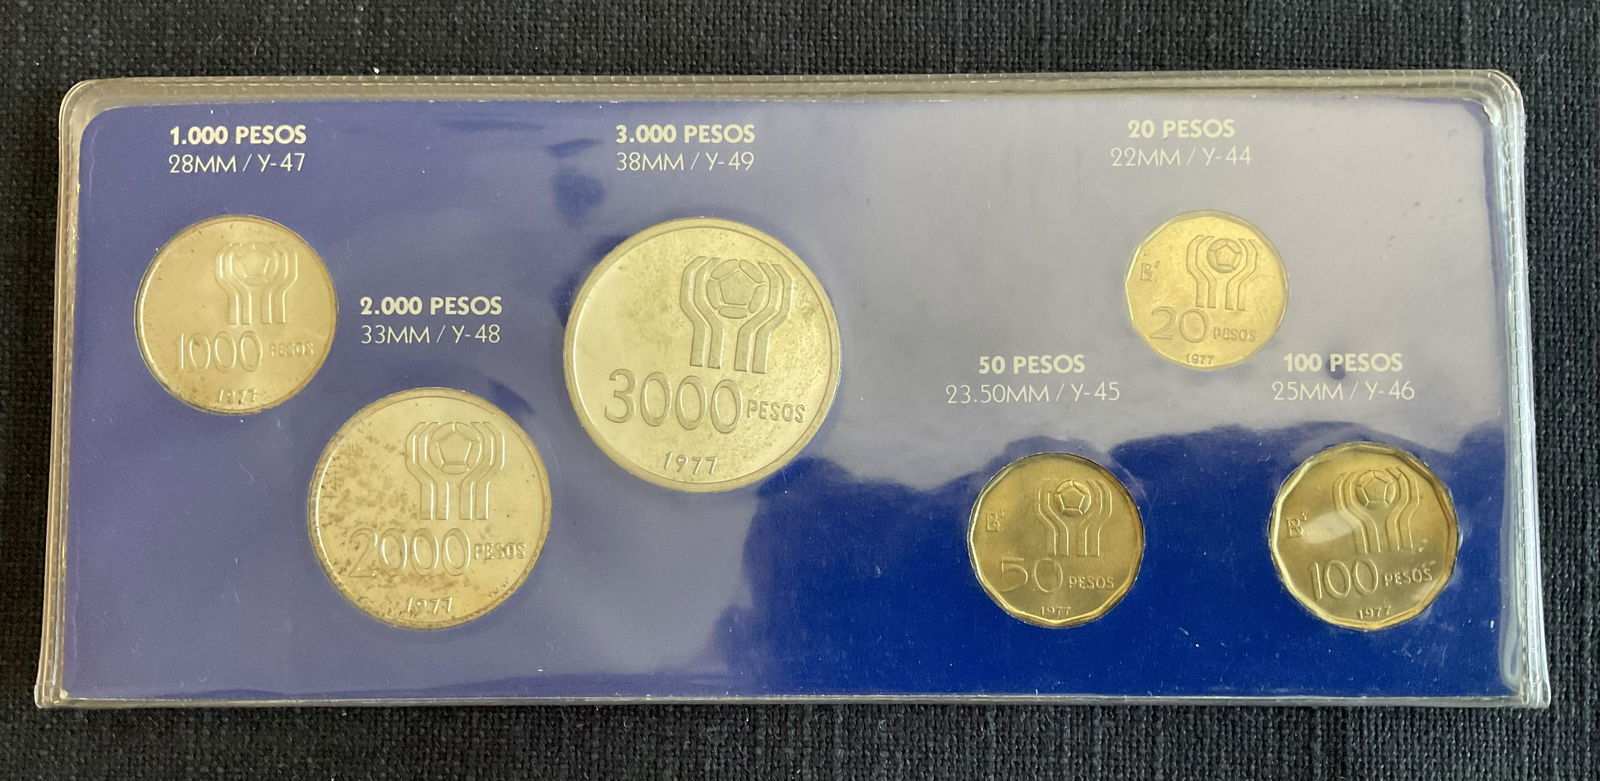 1.000 PESOS
28MM / Y-47
1000 PESOS
1977
2.000 PESOS
33MM / Y-48
2000 PESOS
1977
3.000 PESOS
38MM / Y-49
3000 PESOS
1977
20 PESOS
22MM / Y-44
20 PESOS
1977
50 PESOS
23.50MM / Y-45
50 PESOS
1977
100 PESOS
25MM / Y-46
100 PESOS
1977